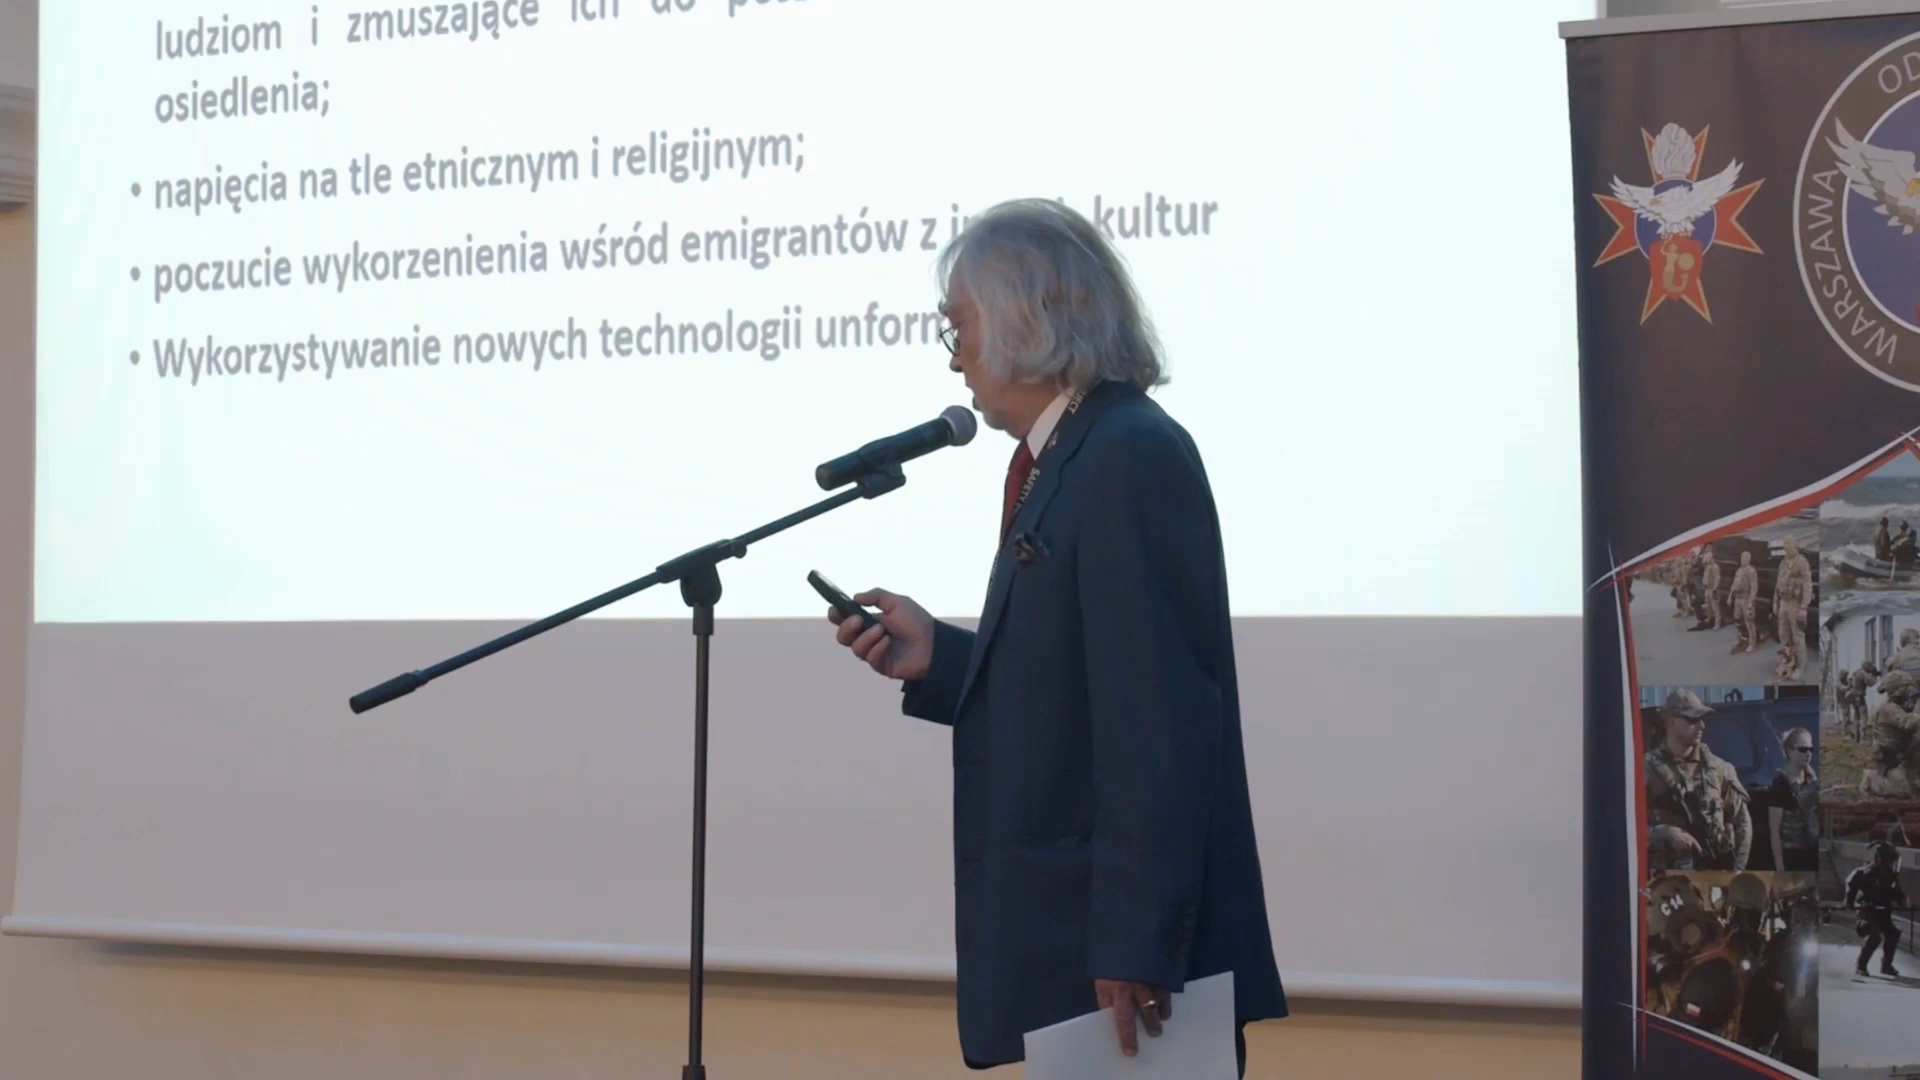 ludziom i zmuszające ich do
osiedlenia;
• napięcia na tle etnicznym i religijnym;
• poczucie wykorzenienia wśród emigrantów z kultur
• Wykorzystywanie nowych technologii
WARSZAWA
SAFETY